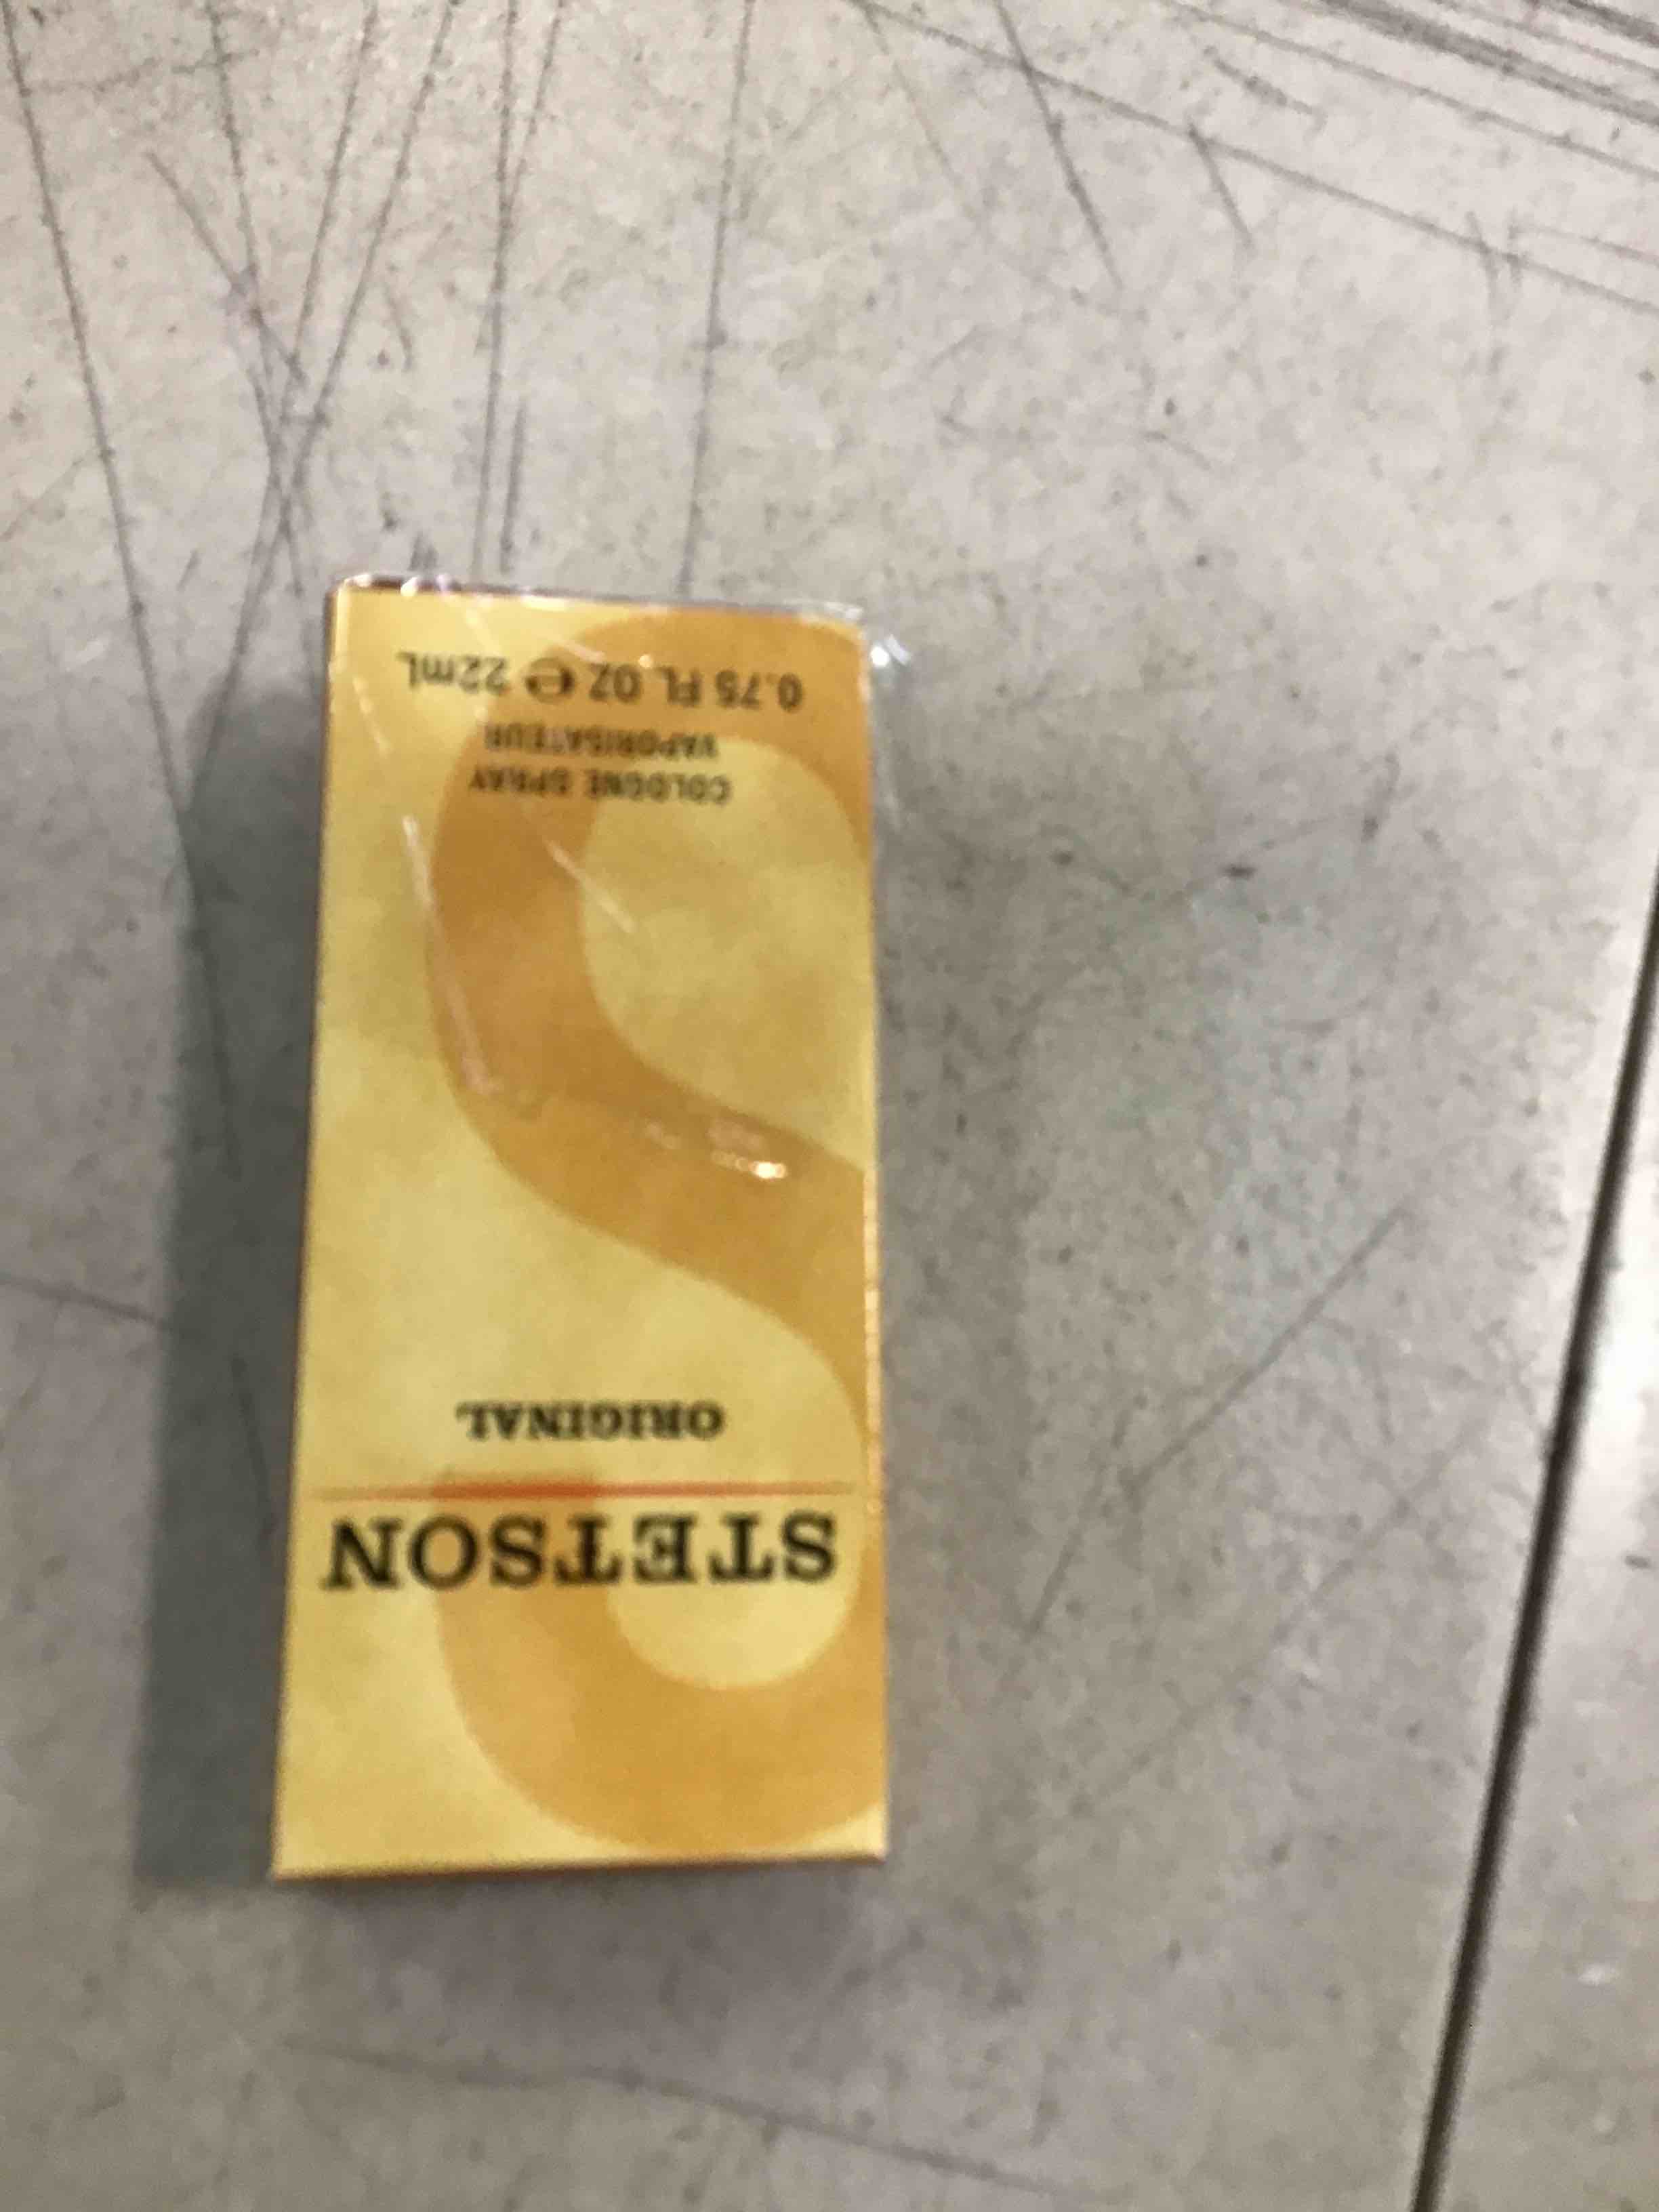 STETSON
ORIGINAL
COLOGNE SPRAY
VAPORISATEUR
0.75 FL OZ ℮ 22mL